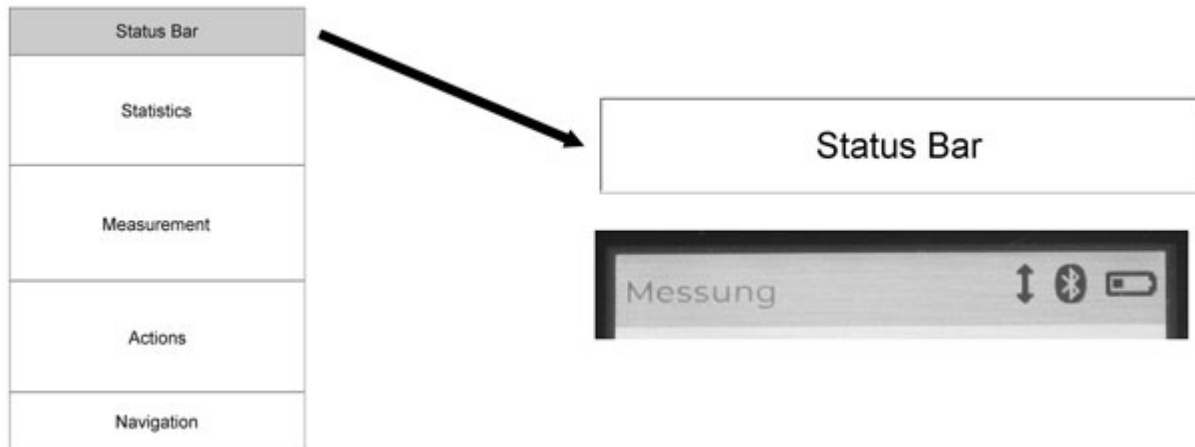 Status Bar
Statistics
Measurement
Actions
Navigation
Status Bar
Messung